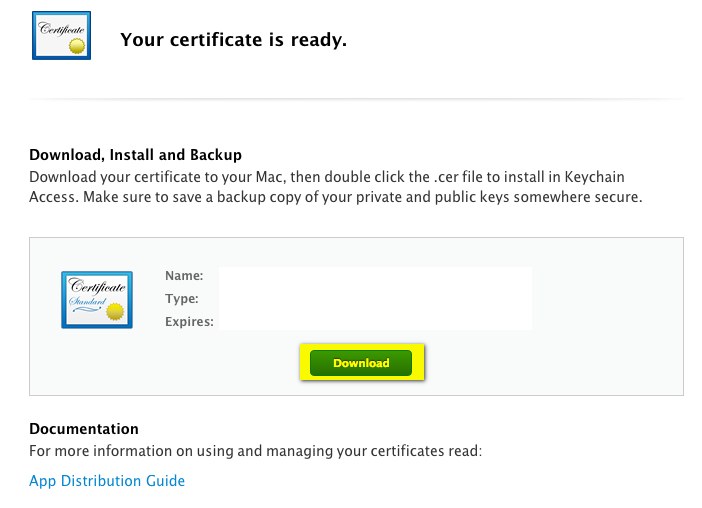 Certificate
Your certificate is ready.
Download, Install and Backup
Download your certificate to your Mac, then double click the .cer file to install in Keychain
Access. Make sure to save a backup copy of your private and public keys somewhere secure.
Certificate
Standard
Name:
Type:
Expires:
Download
Documentation
For more information on using and managing your certificates read:
App Distribution Guide